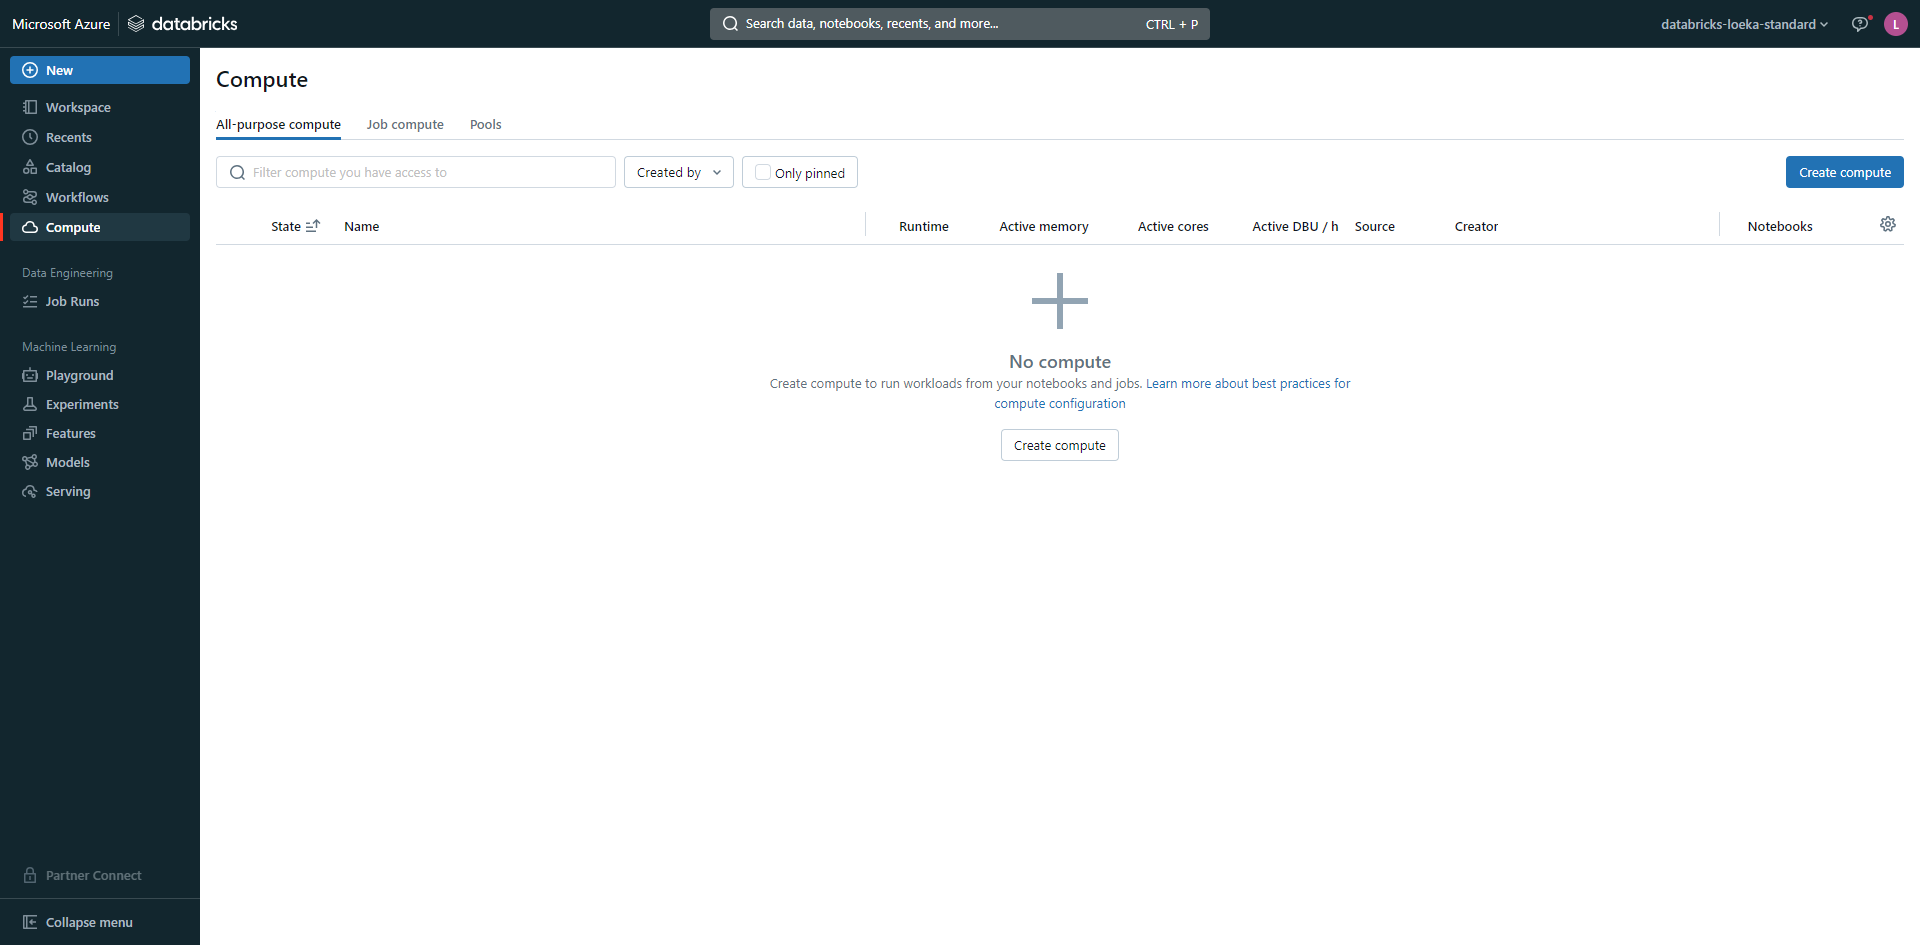 Microsoft Azure databricks Search data, notebooks, recents, and more... CTRL + P databricks-loeka-standard L
New
Workspace
Recents
Catalog
Workflows
Compute
Data Engineering
Job Runs
Machine Learning
Playground
Experiments
Features
Models
Serving
Partner Connect
Collapse menu
Compute
All-purpose compute Job compute Pools
Filter compute you have access to Created by Only pinned Create compute
State Name Runtime Active memory Active cores Active DBU / h Source Creator Notebooks
No compute
Create compute to run workloads from your notebooks and jobs. Learn more about best practices for
compute configuration
Create compute